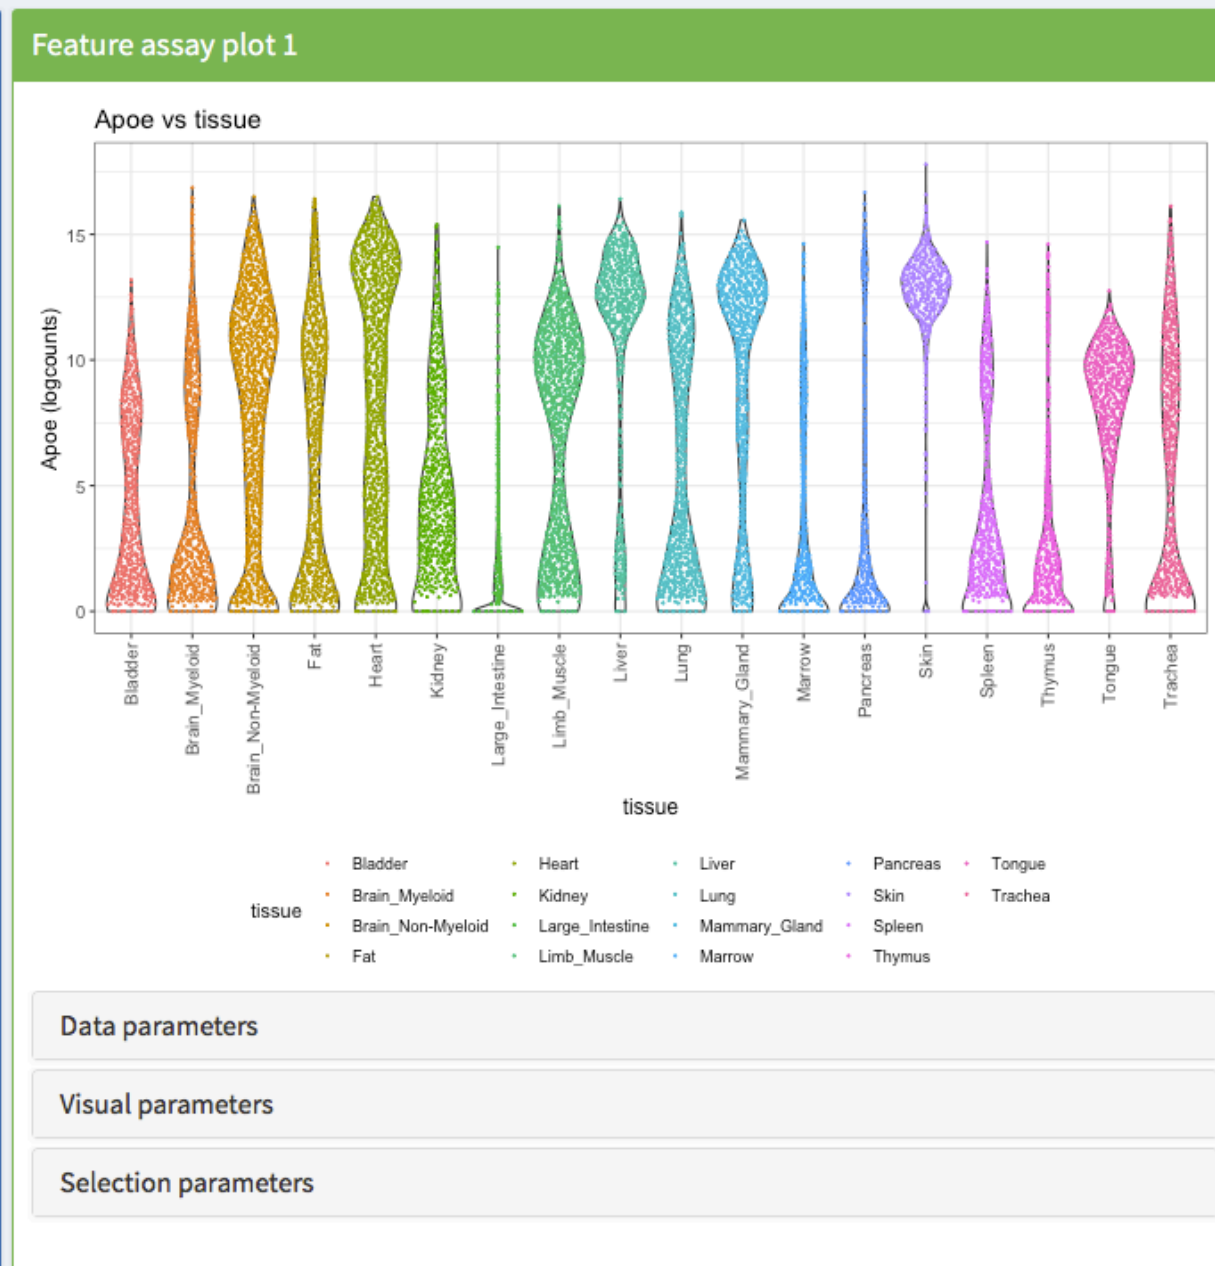 Feature assay plot 1
Apoe vs tissue
Apoe (logcounts)
15
10
5
0
Bladder
Brain_Myeloid
Brain_Non-Myeloid
Fat
Heart
Kidney
Large_Intestine
Limb_Muscle
Liver
Lung
Mammary_Gland
Marrow
Pancreas
Skin
Spleen
Thymus
Tongue
Trachea
tissue
tissue
Bladder
Brain_Myeloid
Brain_Non-Myeloid
Fat
Heart
Kidney
Large_Intestine
Limb_Muscle
Liver
Lung
Mammary_Gland
Marrow
Pancreas
Skin
Spleen
Thymus
Tongue
Trachea
Data parameters
Visual parameters
Selection parameters